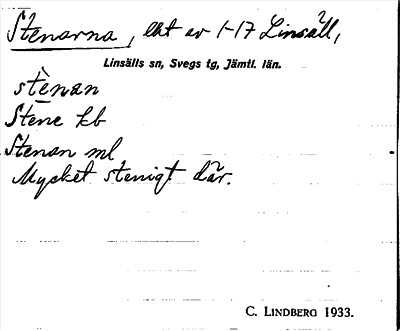 Stenarna, lht av 1-17 Linsäll,
Linsälls sn, Svegs tg, Jämtl. län.
stènan
Stene kb
Stenan ml
Mycket stenigt där.
C. LINDBERG 1933.